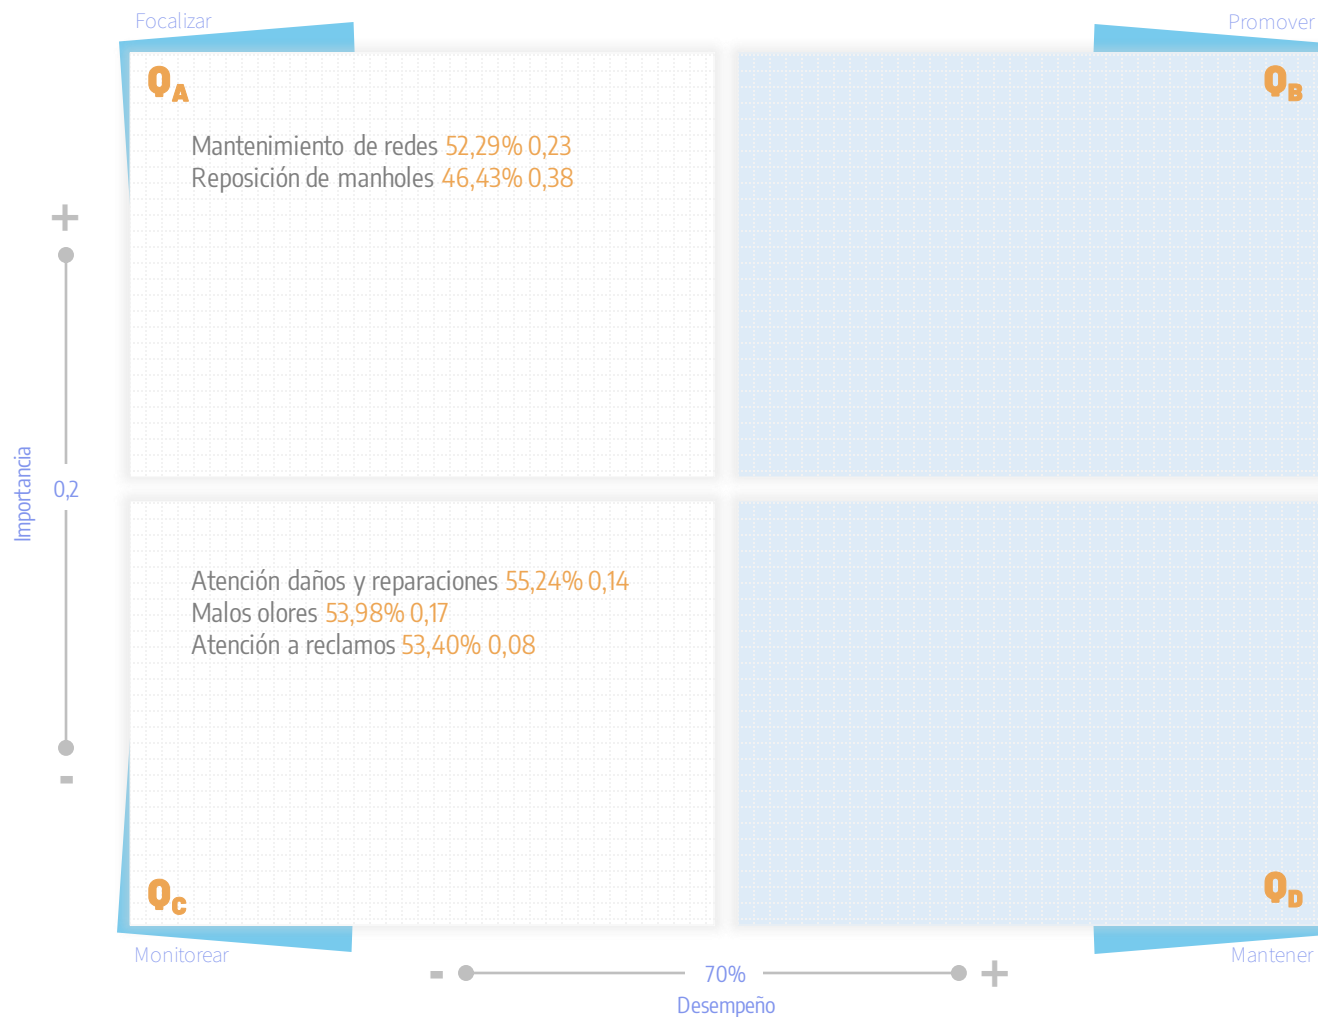 Focalizar
Promover
QA
QB
Mantenimiento de redes 52,29% 0,23
Reposición de manholes 46,43% 0,38
+
Importancia
0,2
Atención daños y reparaciones 55,24% 0,14
Malos olores 53,98% 0,17
Atención a reclamos 53,40% 0,08
-
QC
QD
Monitorear
Mantener
- 70% +
Desempeño